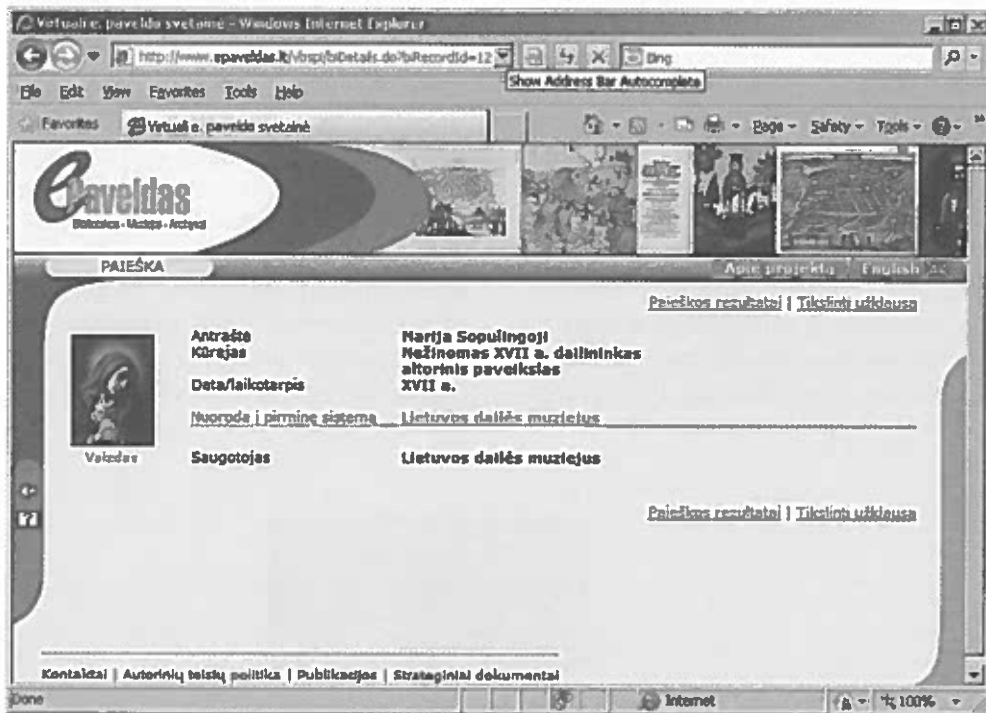 Virtuali e. paveldo svetainė - Windows Internet Explorer
http://www.epaveldas.lt/vbspi/biDetails.do?biRecordId=12
Bing
Show Address Bar Autocomplete
File Edit View Favorites Tools Help
Favorites Virtuali e. paveldo svetainė
Page Safety Tools
ePaveldas
Bibliotekos - Muziejai - Archyvai
PAIEŠKA
Apie projektą English
Paieškos rezultatai | Tikslinti užklausą
Antraštė Marija Sopulingoji
Kūrėjas Nežinomas XVII a. dailininkas
altorinis paveikslas
Data/laikotarpis XVII a.
Nuoroda į pirminę sistemą Lietuvos dailės muziejus
Vaizdas
Saugotojas Lietuvos dailės muziejus
Paieškos rezultatai | Tikslinti užklausą
Kontaktai | Autorinių teisių politika | Publikacijos | Strateginiai dokumentai
Done Internet 100%